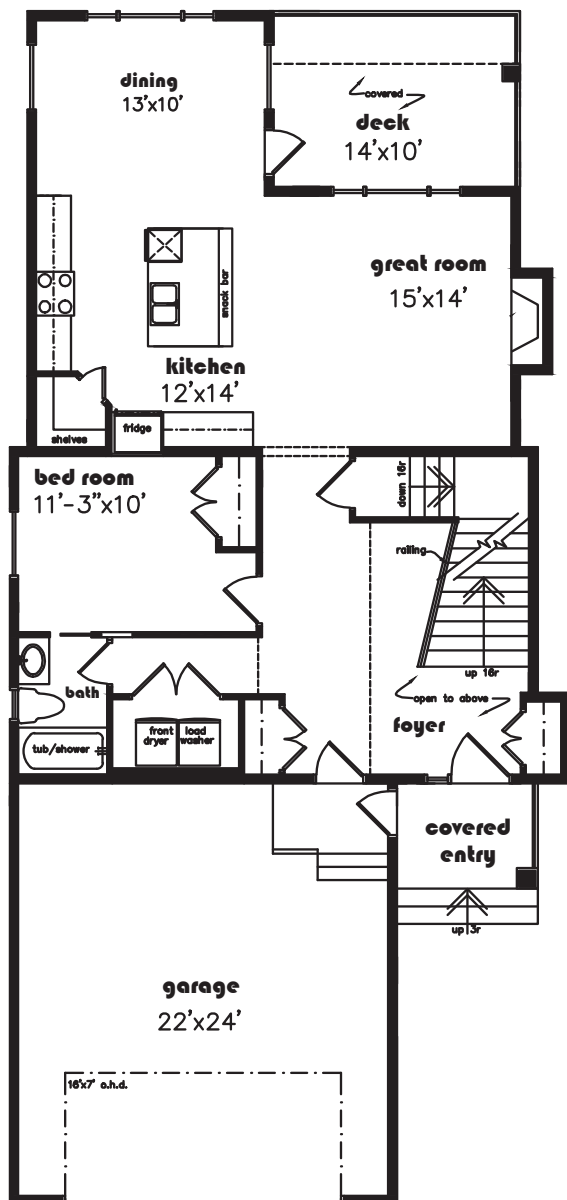 dining
13'x10'
covered
deck
14'x10'
great room
15'x14'
snack bar
kitchen
12'x14'
shelves
fridge
bed room
11'-3"x10'
down 16r
railing
up 16r
bath
open to above
foyer
front load
dryer washer
tub/shower
covered
entry
up 3r
garage
22'x24'
16'x7' o.h.d.